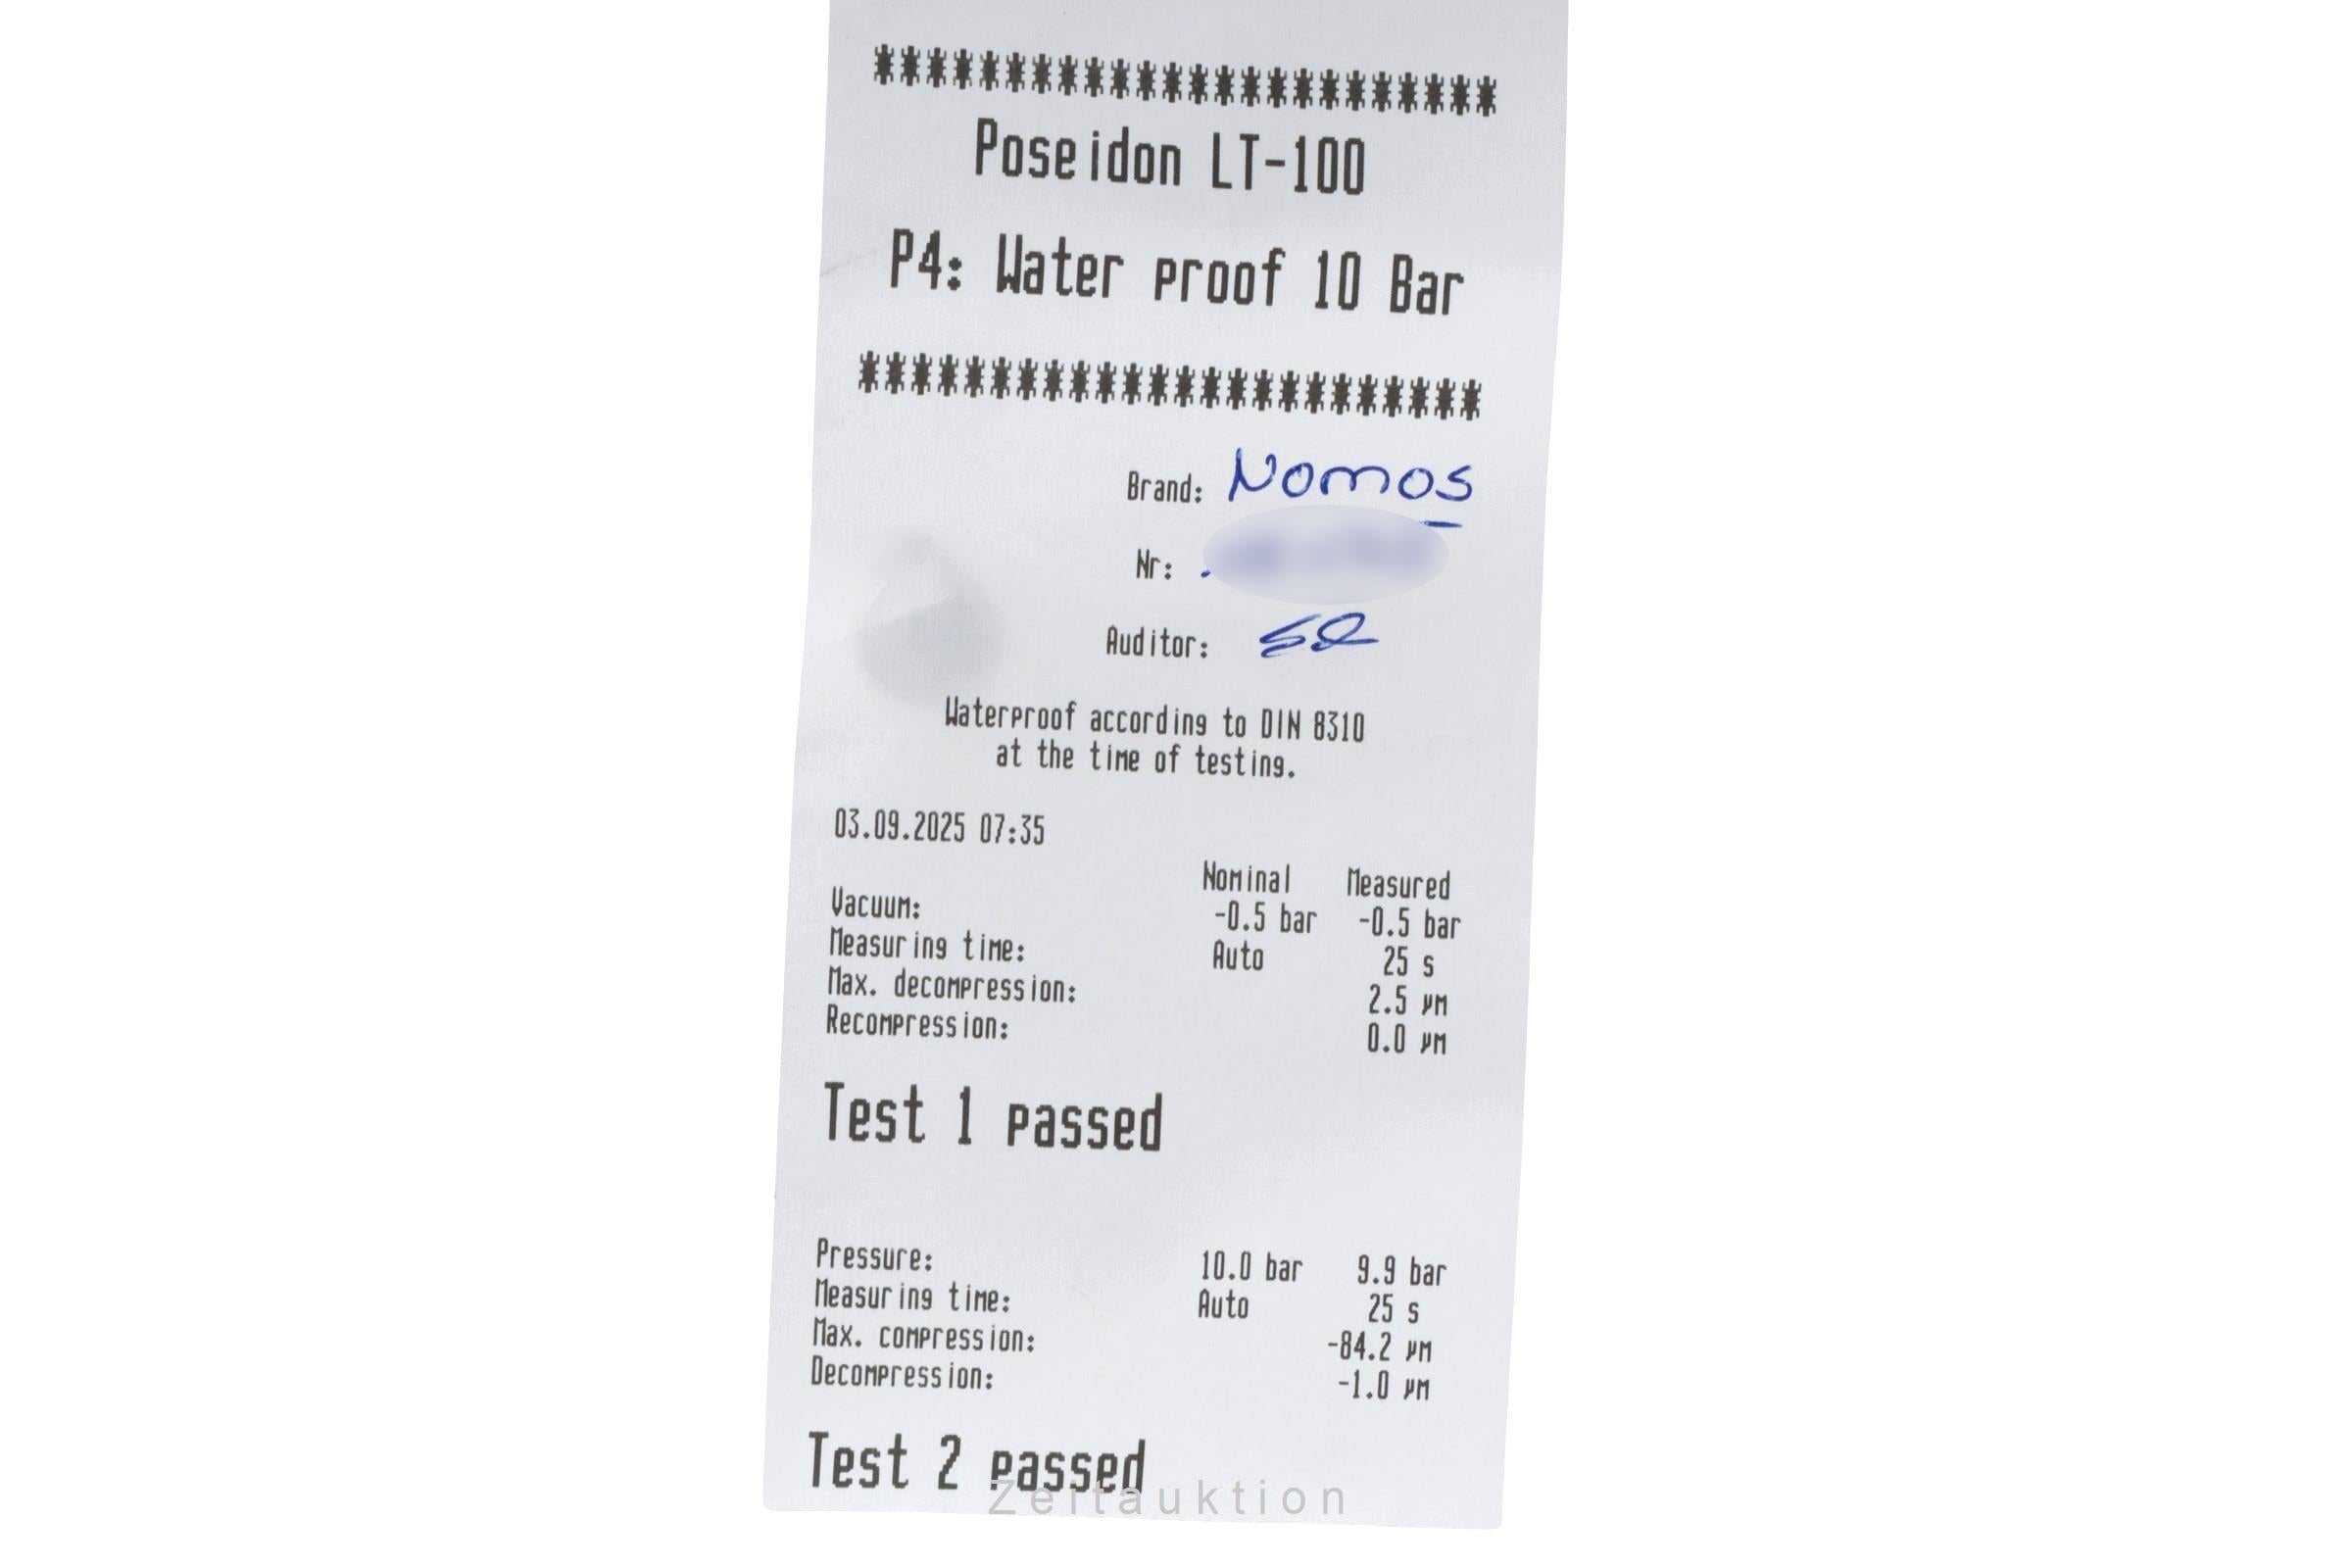 ************************
Poseidon LT-100
P4: Water proof 10 Bar
************************
Brand: Nomos
Nr:
Auditor:
Waterproof according to DIN 8310
at the time of testing.
03.09.2025 07:35
Nominal Measured
Vacuum: -0.5 bar -0.5 bar
Measuring time: Auto 25 s
Max. decompression: 2.5 µm
Recompression: 0.0 µm
Test 1 passed
Pressure: 10.0 bar 9.9 bar
Measuring time: Auto 25 s
Max. compression: -84.2 µm
Decompression: -1.0 µm
Test 2 passed
Zeitauktion